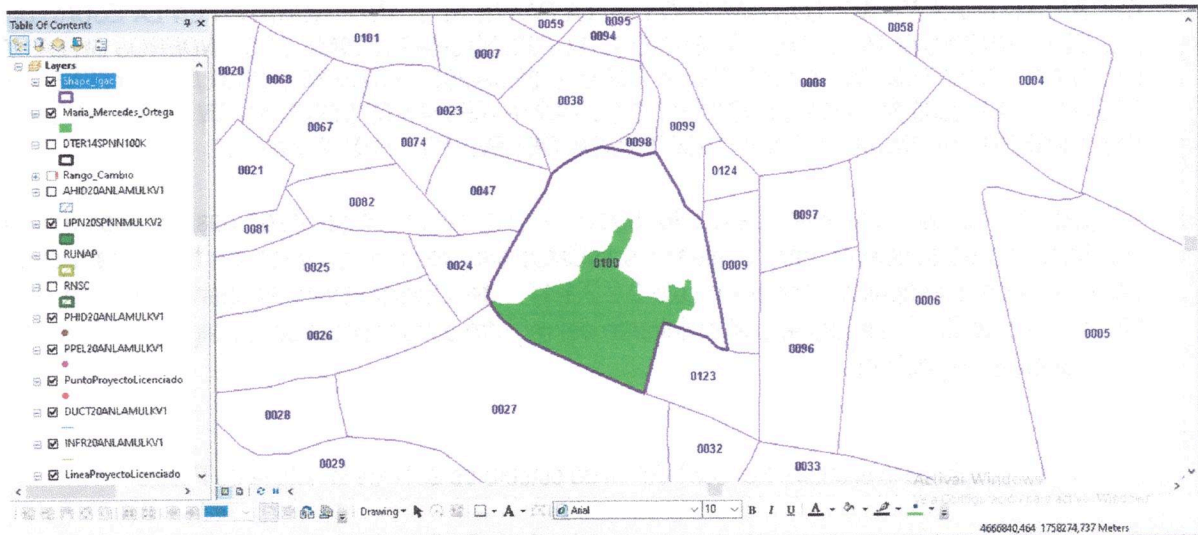 Table Of Contents
Layers
Shape_Igac
Maria_Mercedes_Ortega
DTER14SPNN100K
Rango_Cambio
AHID20ANLAMULKV1
LIPN20SPNNMULKV2
RUNAP
RNSC
PHID20ANLAMULKV1
PPEL20ANLAMULKV1
PuntoProyectoLicenciado
DUCT20ANLAMULKV1
INFR20ANLAMULKV1
LineaProyectoLicenciado
0059
0095
0101
0007
0094
0058
0020
0068
0008
0004
0038
0023
0067
0099
0074
0098
0021
0124
0047
0082
0097
0081
0100
0025
0024
0009
0006
0026
0096
0005
0123
0028
0027
0032
0029
0033
Activar Windows
Drawing
A
Arial
10
B I U A
4666840,464 1758274,737 Meters